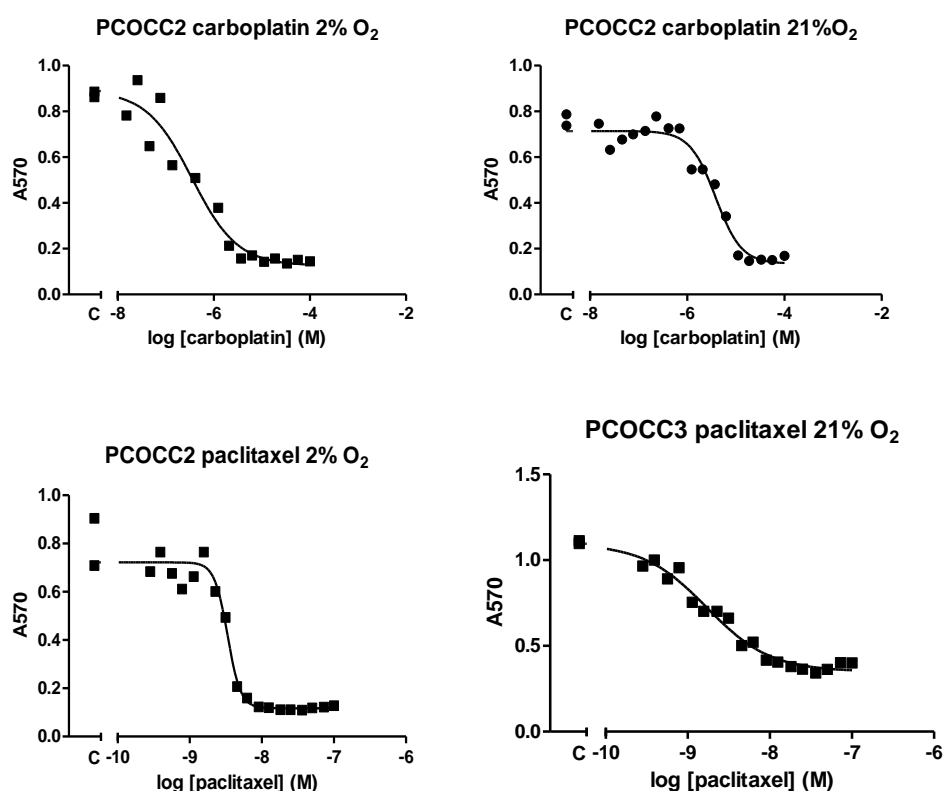 PCOCC2 carboplatin 2% O₂
1.0
0.8
0.6
0.4
0.2
0.0
A570
C -8 -6 -4 -2
log [carboplatin] (M)
PCOCC2 carboplatin 21%O₂
1.0
0.8
0.6
0.4
0.2
0.0
A570
C -8 -6 -4 -2
log [carboplatin] (M)
PCOCC2 paclitaxel 2% O₂
1.0
0.8
0.6
0.4
0.2
0.0
A570
C -10 -9 -8 -7 -6
log [paclitaxel] (M)
PCOCC3 paclitaxel 21% O₂
1.5
1.0
0.5
0.0
A570
C -10 -9 -8 -7 -6
log [paclitaxel] (M)